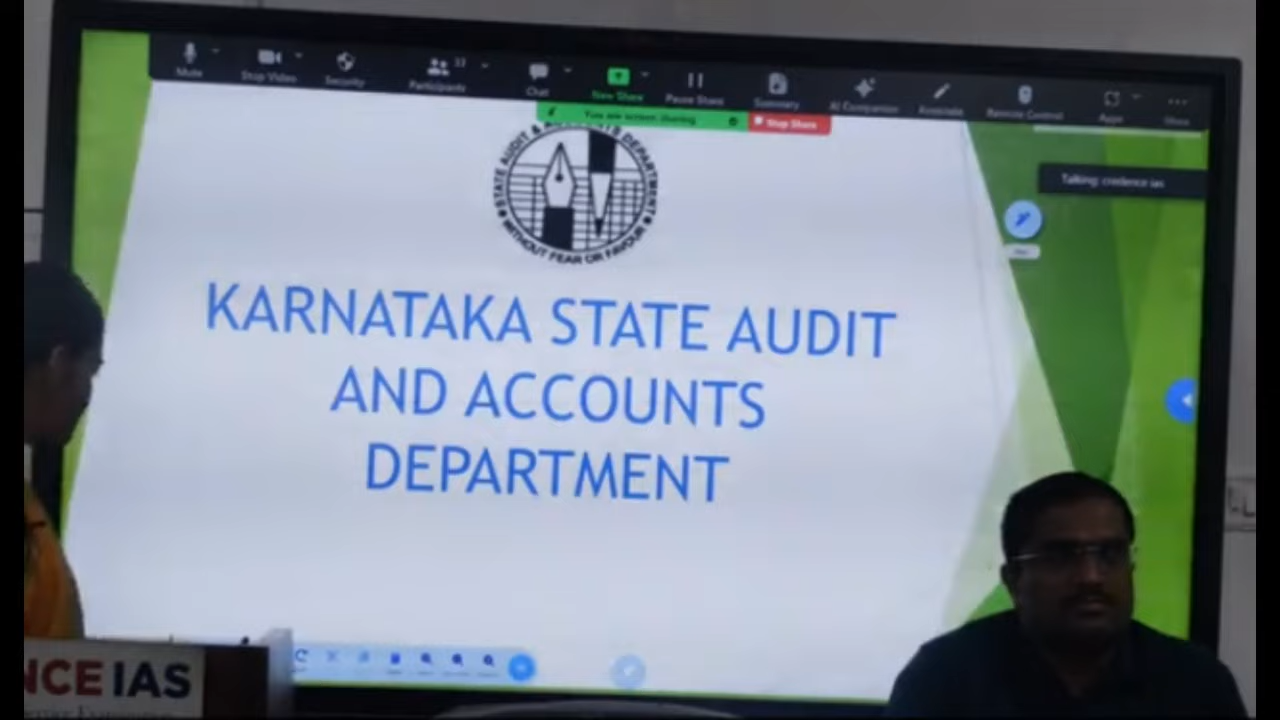 Mute
Stop Video
Security
Participants
Chat
New Share
Pause Share
Summary
AI Companion
Annotate
Remote Control
Apps
More
You are screen sharing
Stop Share
Talking: credence ias
STATE AUDIT & ACCOUNTS DEPARTMENT
WITHOUT FEAR OR FAVOUR
KARNATAKA STATE AUDIT
AND ACCOUNTS
DEPARTMENT
NCE IAS